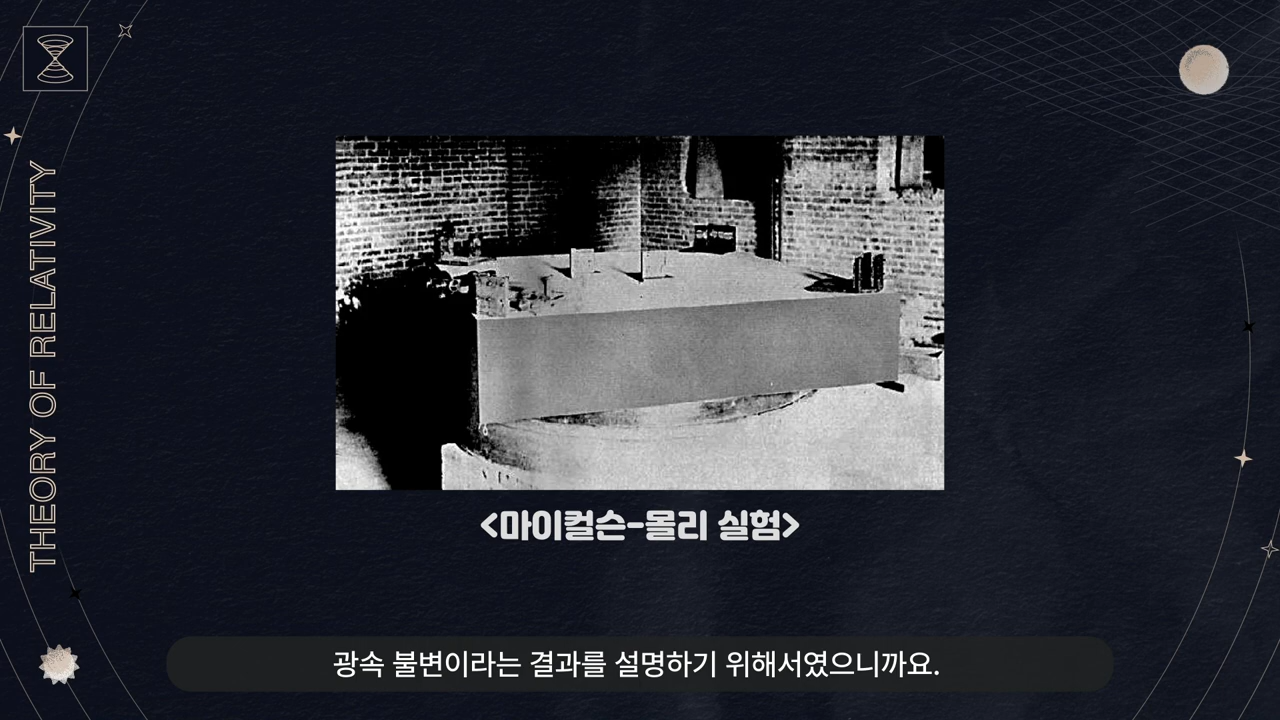 THEORY OF RELATIVITY
<마이컬슨-몰리 실험>
광속 불변이라는 결과를 설명하기 위해서였으니까요.